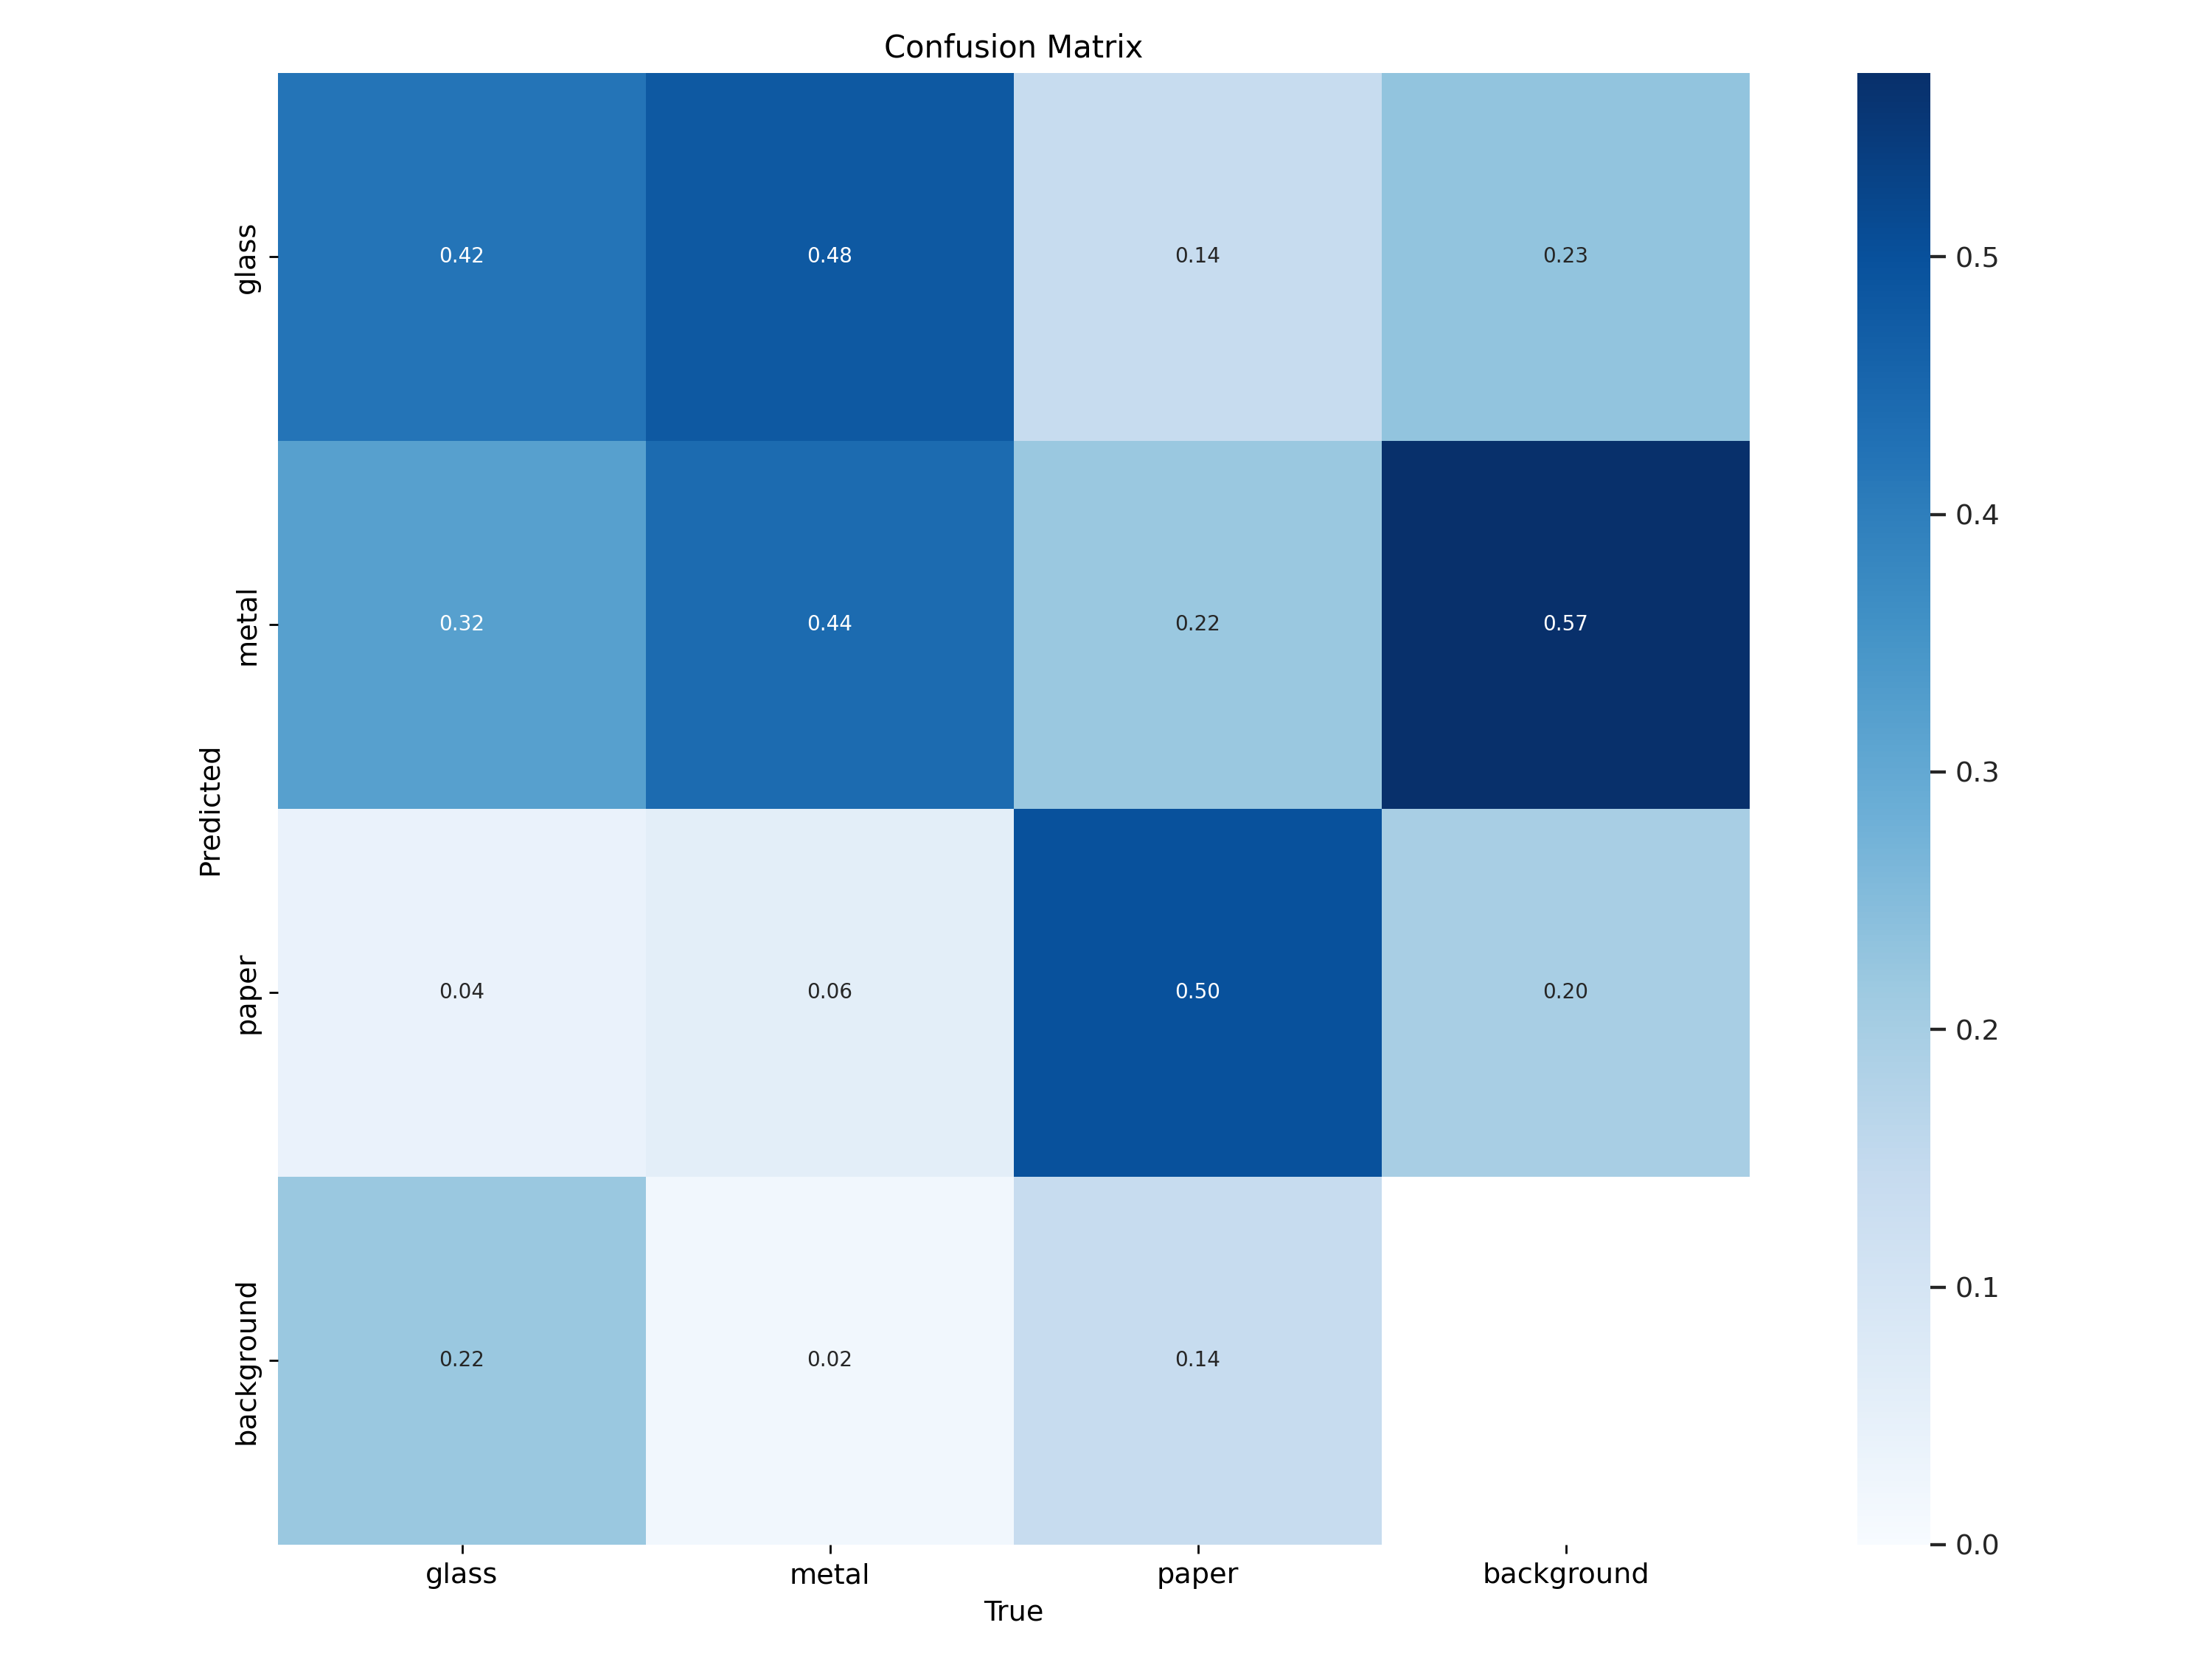 Confusion Matrix
glass
0.42 0.48 0.14 0.23
metal
0.32 0.44 0.22 0.57
Predicted
paper
0.04 0.06 0.50 0.20
background
0.22 0.02 0.14
glass metal paper background
True
0.5
0.4
0.3
0.2
0.1
0.0